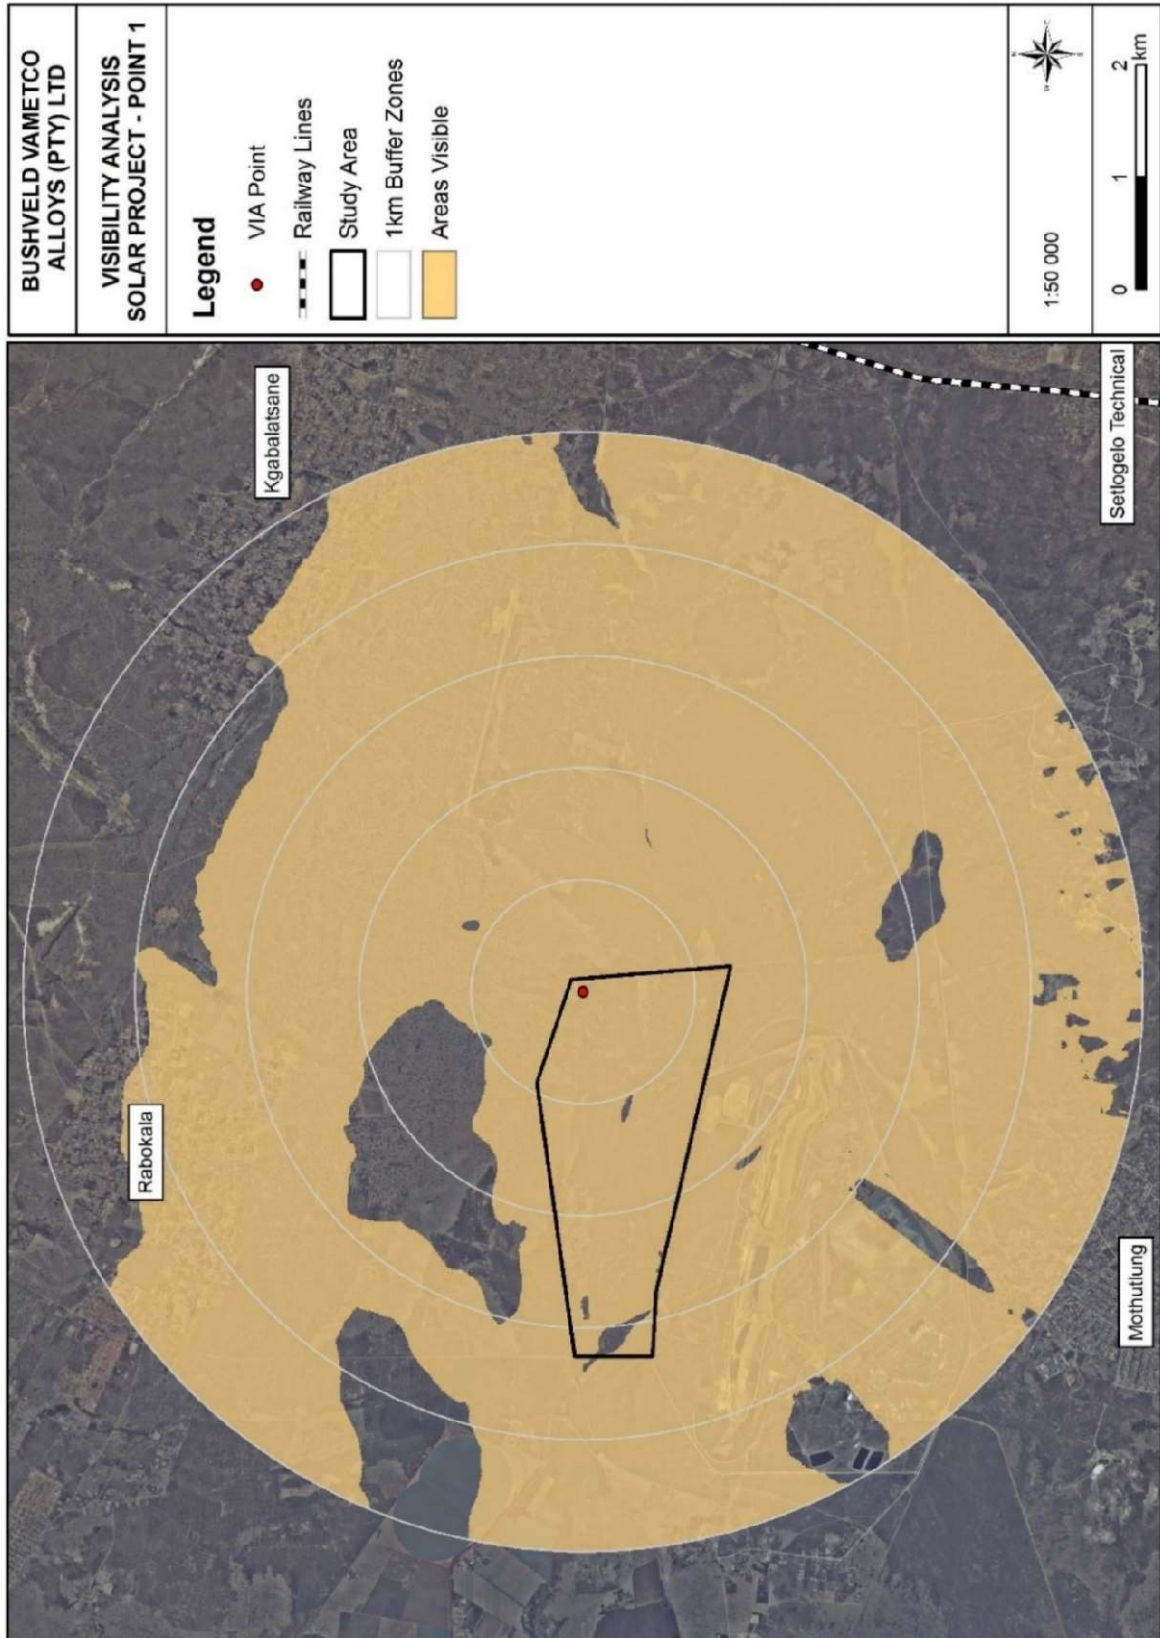 BUSHVELD VAMETCO
ALLOYS (PTY) LTD
VISIBILITY ANALYSIS
SOLAR PROJECT - POINT 1
Legend
VIA Point
Railway Lines
Study Area
1km Buffer Zones
Areas Visible
1:50 000
0 1 2
km
Kgabalatsane
Rabokala
Setlogelo Technical
Mothutlung